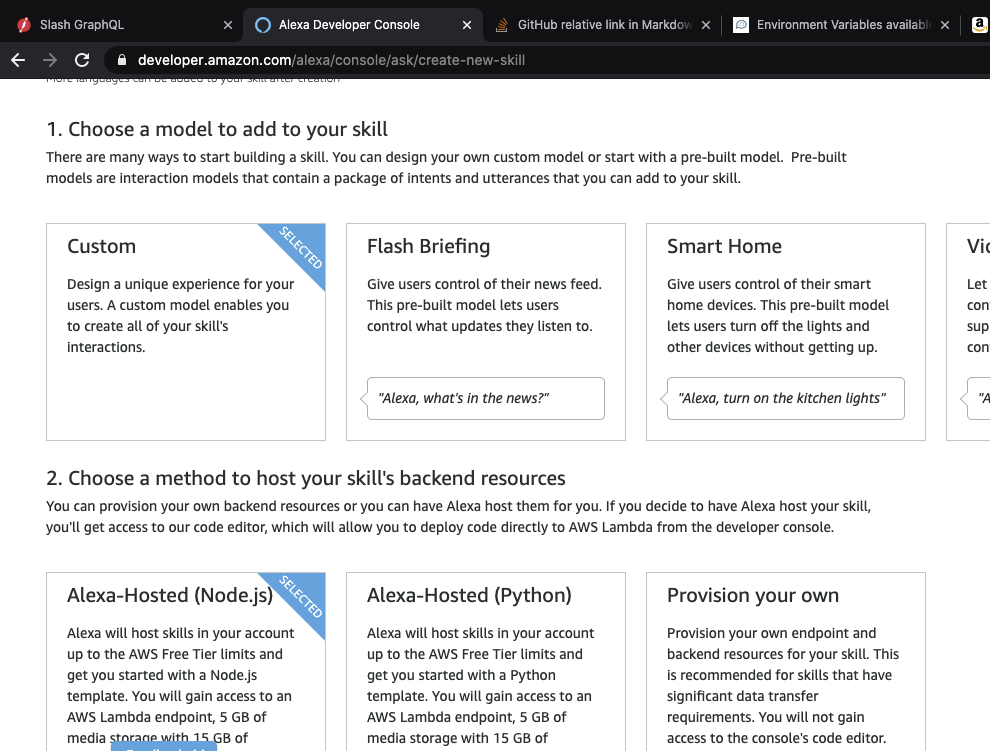 Slash GraphQL
Alexa Developer Console
GitHub relative link in Markdow
Environment Variables availabl
a
developer.amazon.com/alexa/console/ask/create-new-skill
More languages can be added to your skill after creation
1. Choose a model to add to your skill
There are many ways to start building a skill. You can design your own custom model or start with a pre-built model. Pre-built
models are interaction models that contain a package of intents and utterances that you can add to your skill.
Custom
SELECTED
Design a unique experience for your
users. A custom model enables you
to create all of your skill's
interactions.
Flash Briefing
Give users control of their news feed.
This pre-built model lets users
control what updates they listen to.
"Alexa, what's in the news?"
Smart Home
Give users control of their smart
home devices. This pre-built model
lets users turn off the lights and
other devices without getting up.
"Alexa, turn on the kitchen lights"
Let
2. Choose a method to host your skill's backend resources
You can provision your own backend resources or you can have Alexa host them for you. If you decide to have Alexa host your skill,
you'll get access to our code editor, which will allow you to deploy code directly to AWS Lambda from the developer console.
Alexa-Hosted (Node.js)
SELECTED
Alexa will host skills in your account
up to the AWS Free Tier limits and
get you started with a Node.js
template. You will gain access to an
AWS Lambda endpoint, 5 GB of
media storage with 15 GB of
Alexa-Hosted (Python)
Alexa will host skills in your account
up to the AWS Free Tier limits and
get you started with a Python
template. You will gain access to an
AWS Lambda endpoint, 5 GB of
media storage with 15 GB of
Provision your own
Provision your own endpoint and
backend resources for your skill. This
is recommended for skills that have
significant data transfer
requirements. You will not gain
access to the console's code editor.